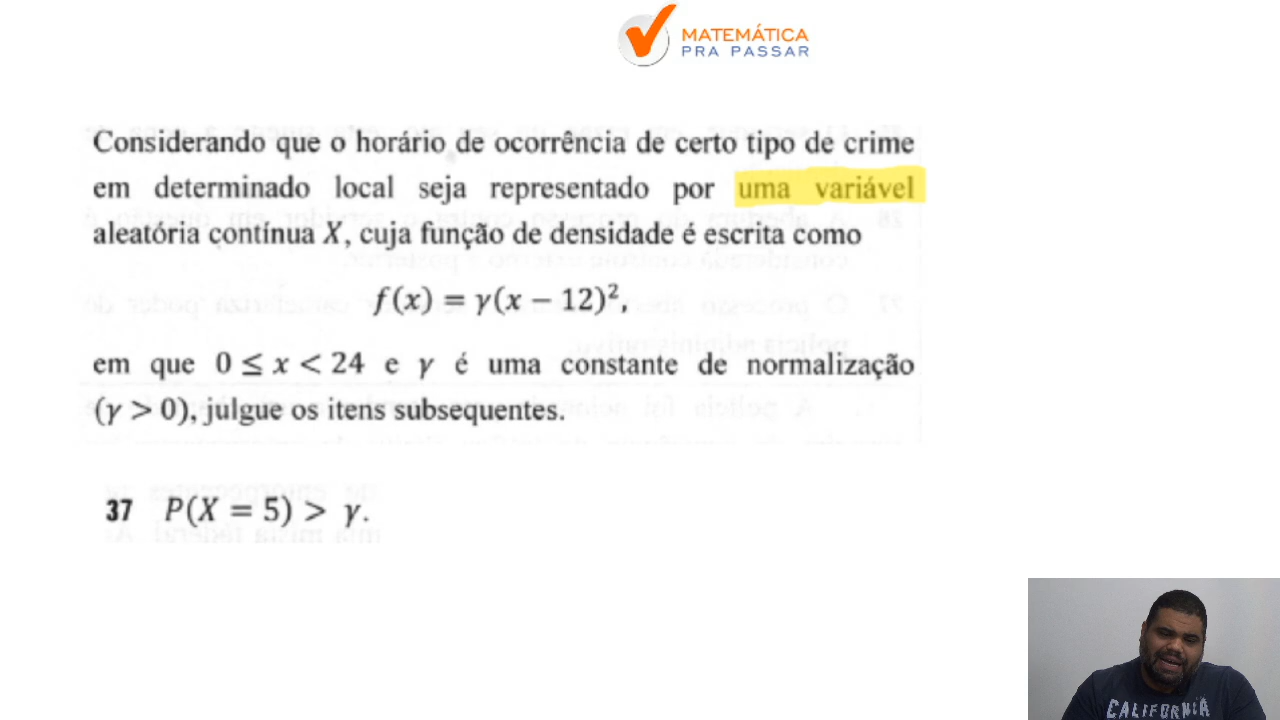 MATEMÁTICA
PRA PASSAR
Considerando que o horário de ocorrência de certo tipo de crime
em determinado local seja representado por uma variável
aleatória contínua X, cuja função de densidade é escrita como
f(x) = γ(x − 12)²,
em que 0 ≤ x < 24 e γ é uma constante de normalização
(γ > 0), julgue os itens subsequentes.
37 P(X = 5) > γ.
CALIFORNIA